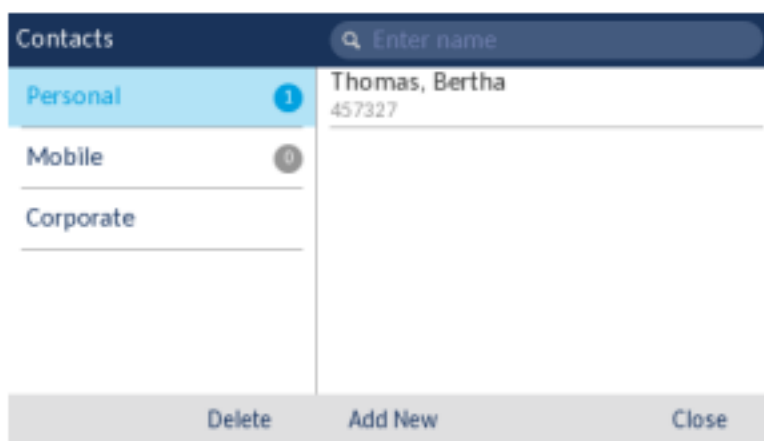 Contacts
Enter name
Personal 1
Mobile 0
Corporate
Thomas, Bertha
457327
Delete Add New Close